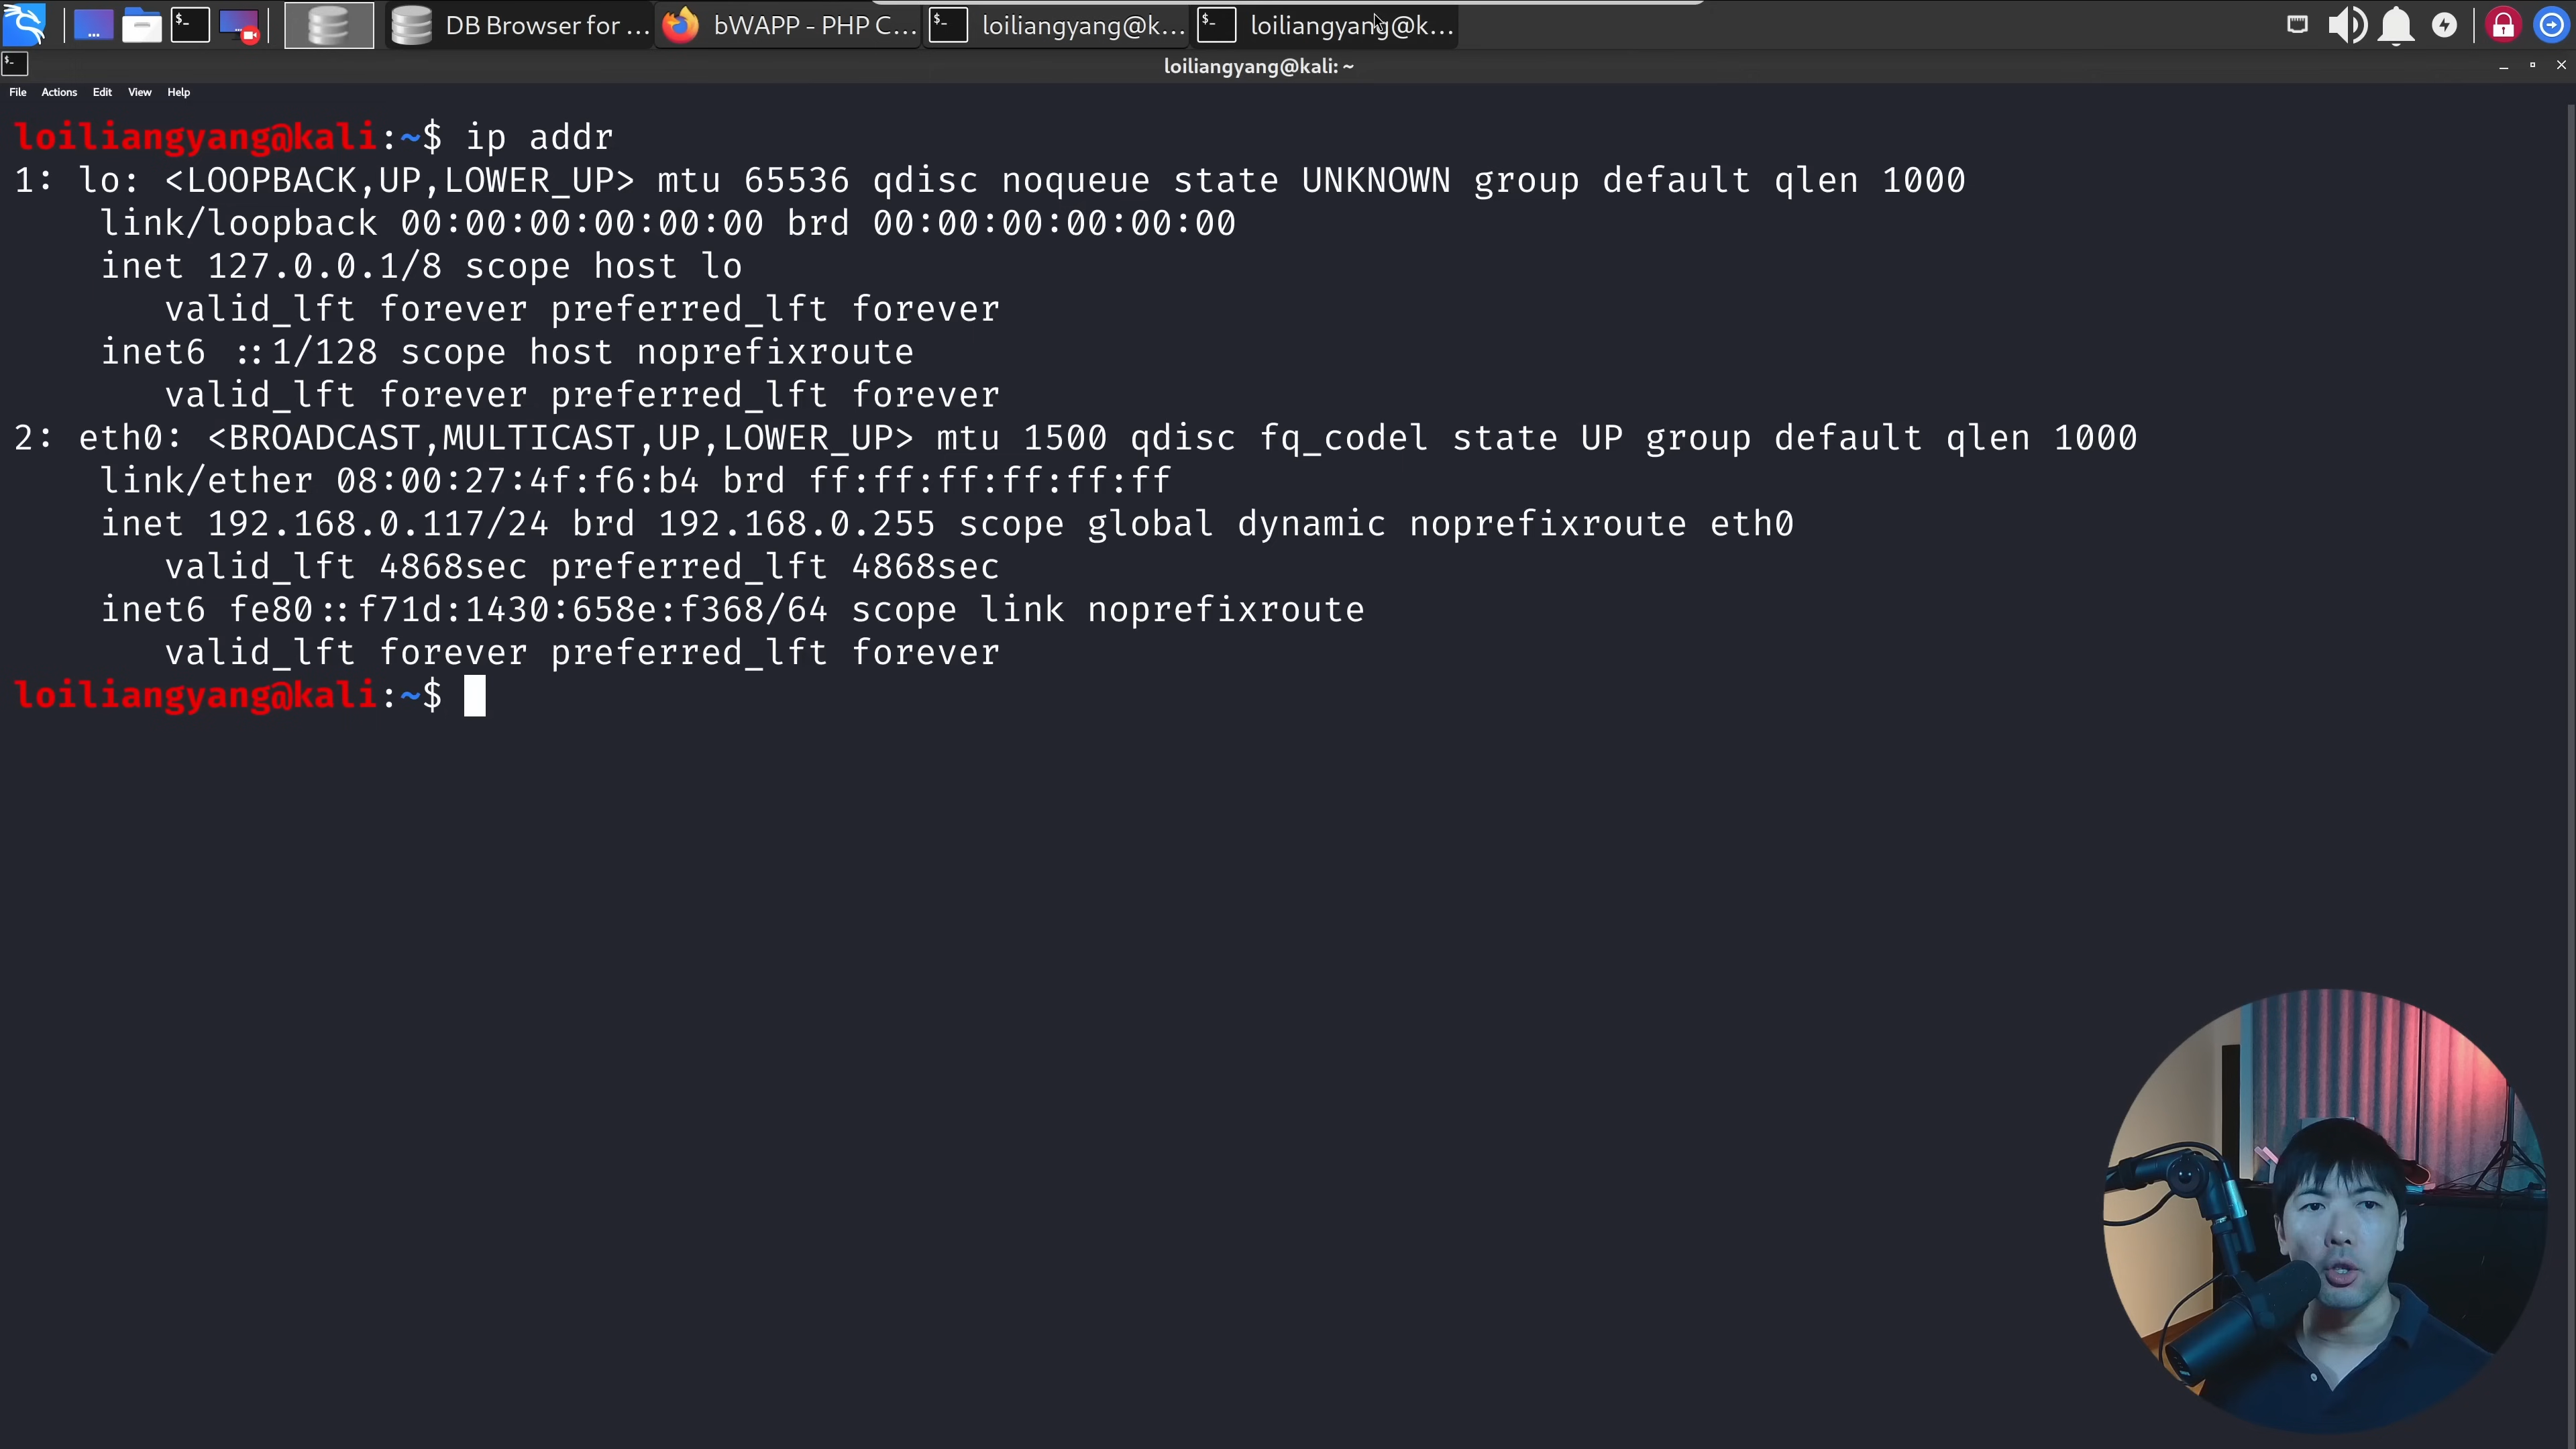 DB Browser for ...
bWAPP - PHP C...
loiliangyang@k...
loiliangyang@k...
loiliangyang@kali: ~
File Actions Edit View Help
loiliangyang@kali:~$ ip addr
1: lo: <LOOPBACK,UP,LOWER_UP> mtu 65536 qdisc noqueue state UNKNOWN group default qlen 1000
link/loopback 00:00:00:00:00:00 brd 00:00:00:00:00:00
inet 127.0.0.1/8 scope host lo
valid_lft forever preferred_lft forever
inet6 ::1/128 scope host noprefixroute
valid_lft forever preferred_lft forever
2: eth0: <BROADCAST,MULTICAST,UP,LOWER_UP> mtu 1500 qdisc fq_codel state UP group default qlen 1000
link/ether 08:00:27:4f:f6:b4 brd ff:ff:ff:ff:ff:ff
inet 192.168.0.117/24 brd 192.168.0.255 scope global dynamic noprefixroute eth0
valid_lft 4868sec preferred_lft 4868sec
inet6 fe80::f71d:1430:658e:f368/64 scope link noprefixroute
valid_lft forever preferred_lft forever
loiliangyang@kali:~$